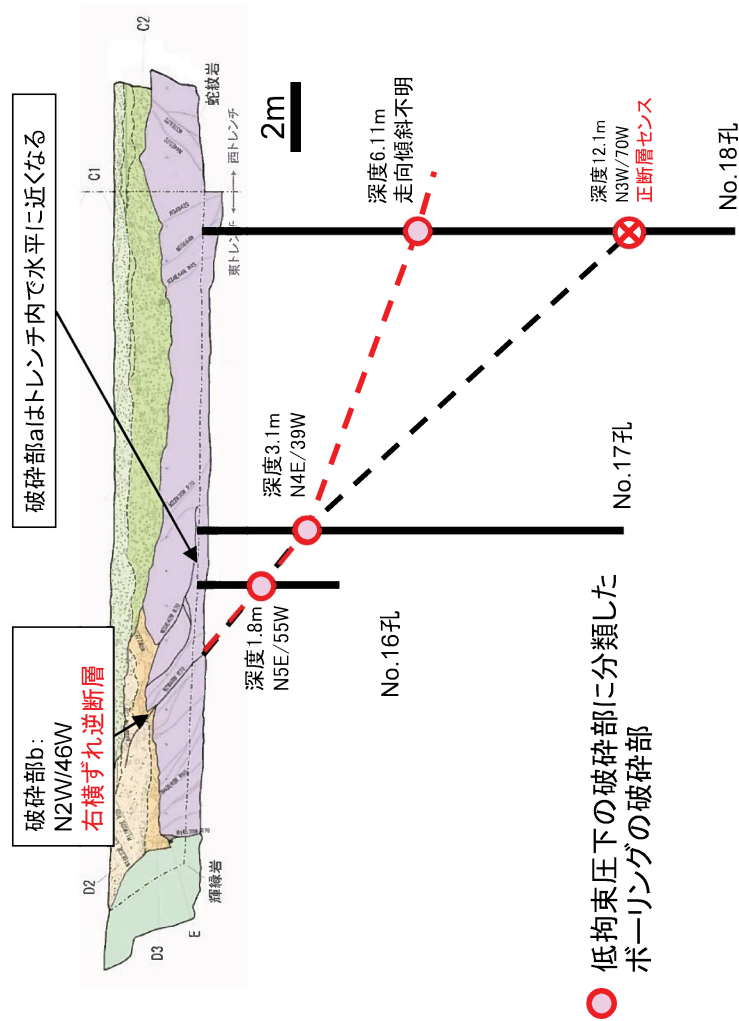 破砕部b:
N2W/46W
右横ずれ逆断層
破砕部aはトレンチ内で水平に近くなる
D2
D3
E
輝緑岩
C1
C2
蛇紋岩
東トレンチ
西トレンチ
2m
深度1.8m
N5E/55W
No.16孔
深度3.1m
N4E/39W
No.17孔
深度6.11m
走向傾斜不明
深度12.1m
N3W/70W
正断層センス
No.18孔
低拘束圧下の破砕部に分類した
ボーリングの破砕部